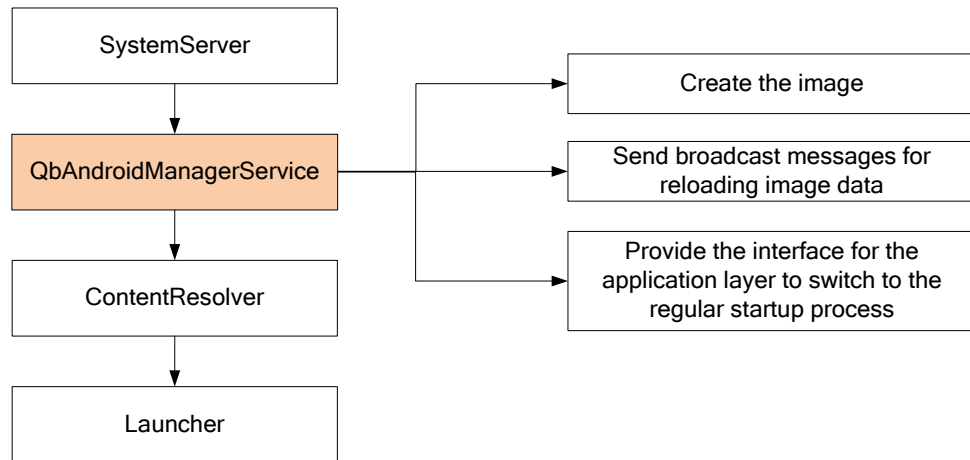 SystemServer
QbAndroidManagerService
ContentResolver
Launcher
Create the image
Send broadcast messages for
reloading image data
Provide the interface for the
application layer to switch to the
regular startup process